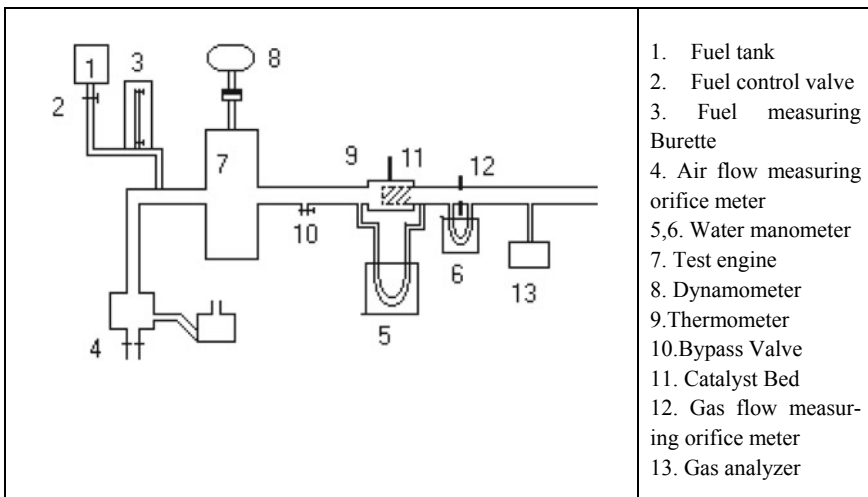 1
2
3
8
7
9
11
12
10
6
13
5
4
1. Fuel tank
2. Fuel control valve
3. Fuel measuring
Burette
4. Air flow measuring
orifice meter
5,6. Water manometer
7. Test engine
8. Dynamometer
9.Thermometer
10.Bypass Valve
11. Catalyst Bed
12. Gas flow measur-
ing orifice meter
13. Gas analyzer